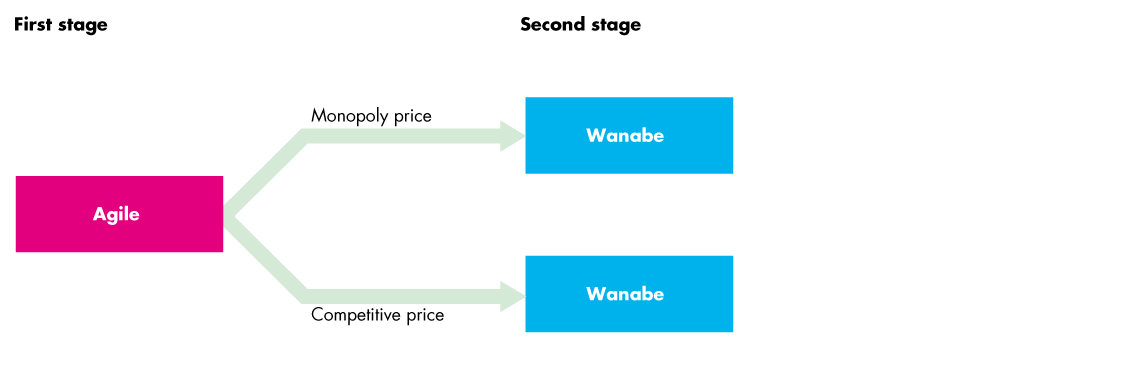 First stage
Second stage
Monopoly price
Wanabe
Agile
Wanabe
Competitive price